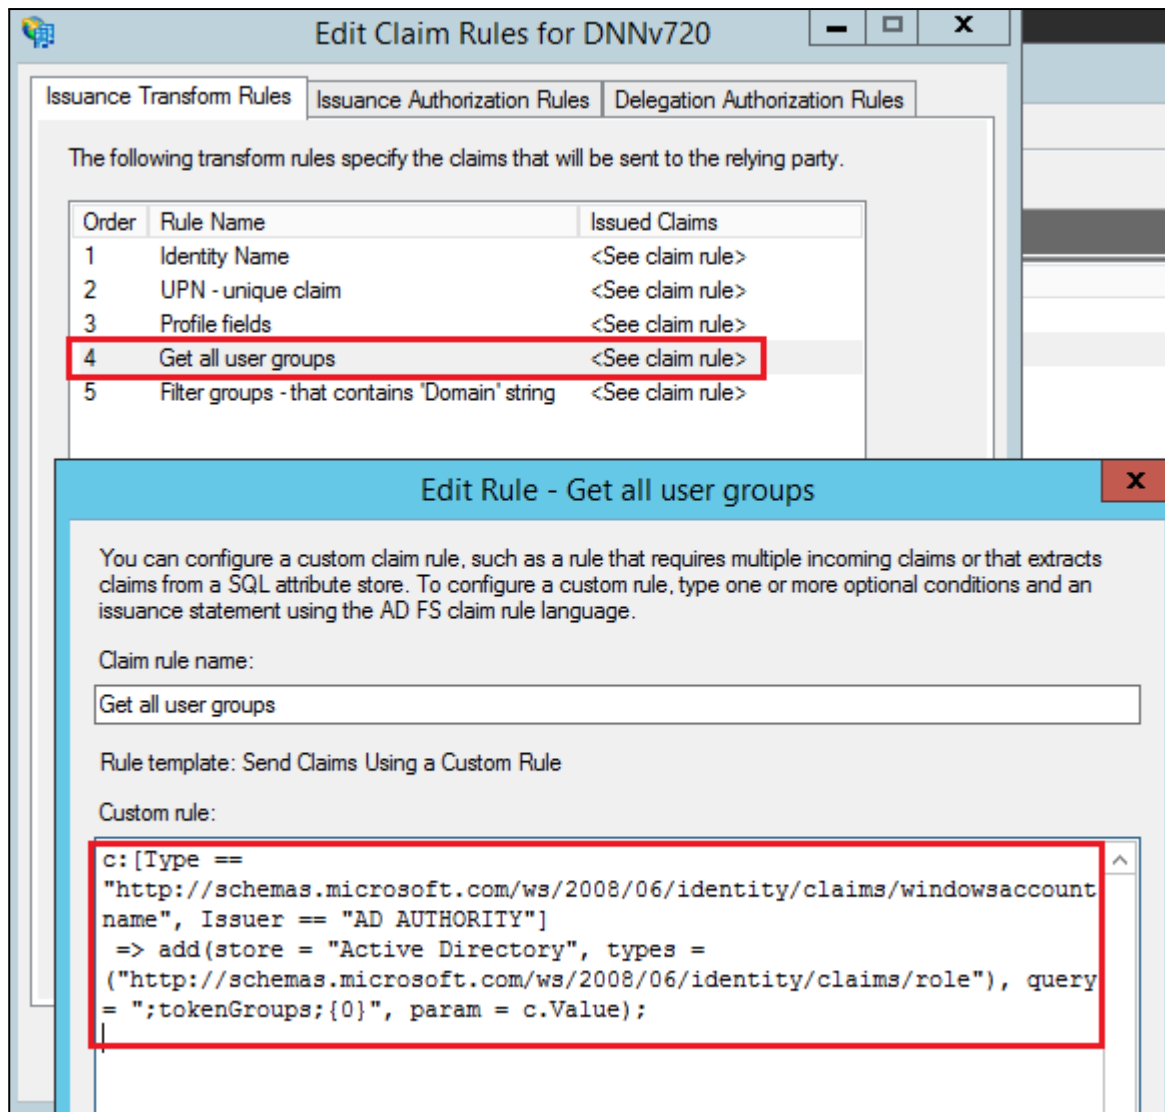 Edit Claim Rules for DNNv720
Issuance Transform Rules Issuance Authorization Rules Delegation Authorization Rules
The following transform rules specify the claims that will be sent to the relying party.
Order Rule Name Issued Claims
1 Identity Name <See claim rule>
2 UPN - unique claim <See claim rule>
3 Profile fields <See claim rule>
4 Get all user groups <See claim rule>
5 Filter groups - that contains 'Domain' string <See claim rule>
Edit Rule - Get all user groups
You can configure a custom claim rule, such as a rule that requires multiple incoming claims or that extracts
claims from a SQL attribute store. To configure a custom rule, type one or more optional conditions and an
issuance statement using the AD FS claim rule language.
Claim rule name:
Get all user groups
Rule template: Send Claims Using a Custom Rule
Custom rule:
c:[Type ==
"http://schemas.microsoft.com/ws/2008/06/identity/claims/windowsaccount
name", Issuer == "AD AUTHORITY"]
=> add(store = "Active Directory", types =
("http://schemas.microsoft.com/ws/2008/06/identity/claims/role"), query
= ";tokenGroups;{0}", param = c.Value);